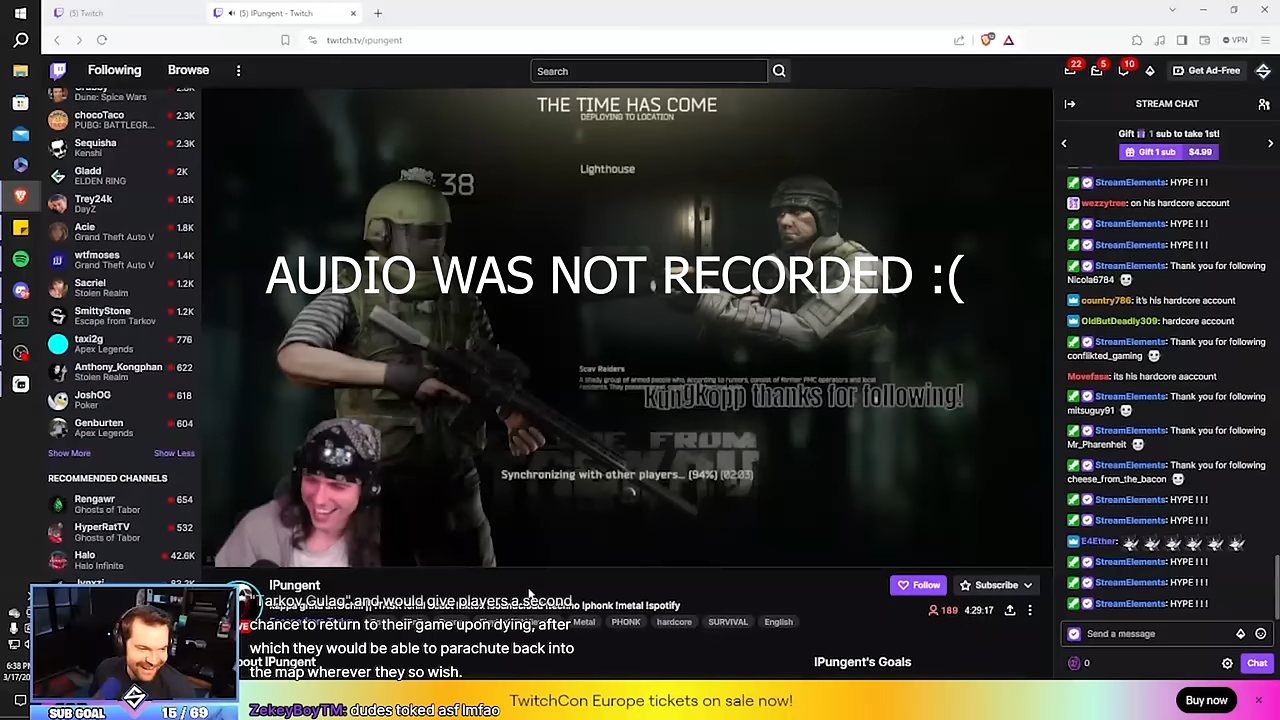 (5) Twitch
(5) IPungent - Twitch
twitch.tv/ipungent
VPN
Following
Browse
Search
22
5
10
Get Ad-Free
Dune: Spice Wars
chocoTaco
PUBG: BATTLEGR...
2.3K
Sequisha
Kenshi
2.3K
Gladd
ELDEN RING
2K
Trey24k
DayZ
1.8K
Acie
Grand Theft Auto V
1.8K
wtfmoses
Grand Theft Auto V
1.4K
Sacriel
Stolen Realm
1.2K
SmittyStone
Escape from Tarkov
1.2K
taxi2g
Apex Legends
776
Anthony_Kongphan
Stolen Realm
622
JoshOG
Poker
618
Genburten
Apex Legends
604
Show More
Show Less
RECOMMENDED CHANNELS
Rengawr
Ghosts of Tabor
654
HyperRatTV
Ghosts of Tabor
532
Halo
Halo Infinite
42.6K
THE TIME HAS COME
DEPLOYING TO LOCATION
Lighthouse
38
AUDIO WAS NOT RECORDED :(
Scav Raiders
kungkopp thanks for following!
Synchronizing with other players... (94%) (02:03)
IPungent
Follow
Subscribe
!phonk !metal !spotify
189
4:29:17
Metal
PHONK
hardcore
SURVIVAL
English
IPungent's Goals
"Tarkov Gulag" and would give players a second
chance to return to their game upon dying, after
which they would be able to parachute back into
the map wherever they so wish.
ZekeyBoyTM: dudes toked asf lmfao
SUB GOAL
15 / 69
6:38 PM
TwitchCon Europe tickets on sale now!
Buy now
STREAM CHAT
Gift 1 sub to take 1st!
Gift 1 sub
$4.99
StreamElements: HYPE !!!
wezzytree: on his hardcore account
StreamElements: HYPE !!!
StreamElements: HYPE !!!
StreamElements: Thank you for following
Nicola6784
country786: it's his hardcore account
OldButDeadly309: hardcore account
StreamElements: Thank you for following
conflikted_gaming
Movefasa: its his hardcore aaccount
StreamElements: Thank you for following
mitsuguy91
StreamElements: Thank you for following
Mr_Pharenheit
StreamElements: Thank you for following
cheese_from_the_bacon
StreamElements: HYPE !!!
StreamElements: HYPE !!!
E4Ether:
StreamElements: HYPE !!!
StreamElements: HYPE !!!
StreamElements: HYPE !!!
Send a message
0
Chat